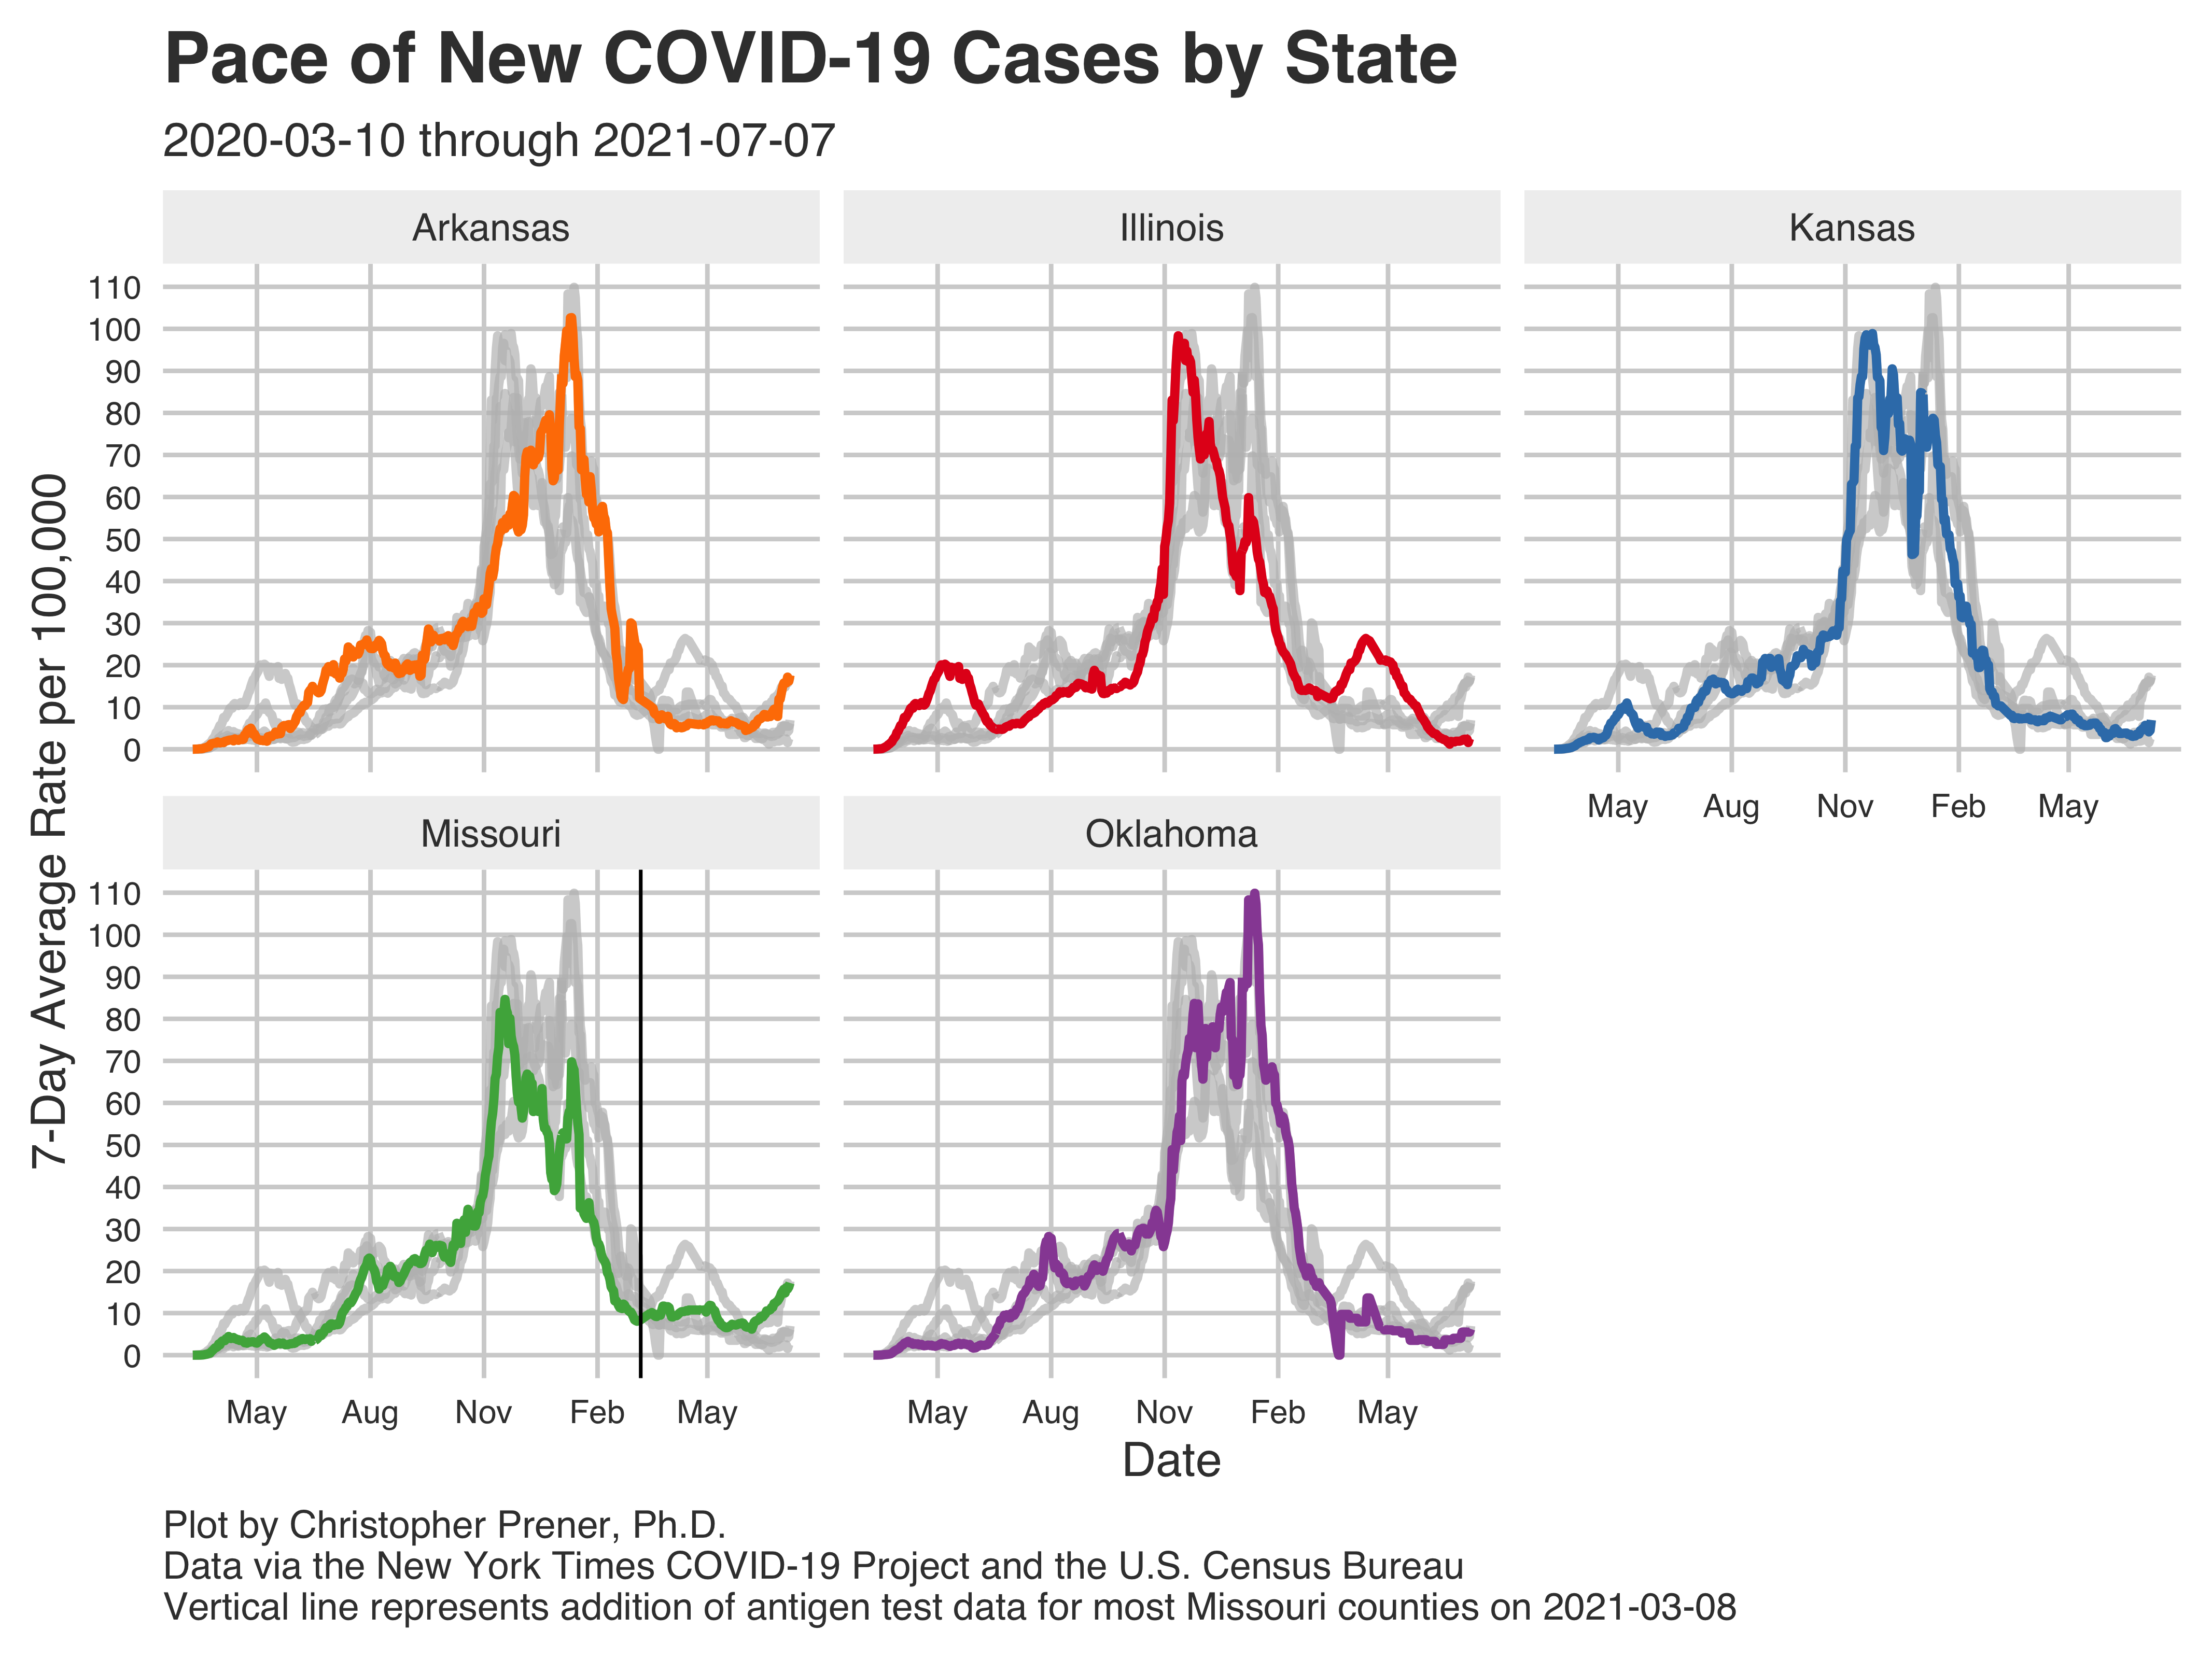 Pace of New COVID-19 Cases by State
2020-03-10 through 2021-07-07
Arkansas
Illinois
Kansas
110
100
90
80
70
60
50
40
30
20
10
0
May Aug Nov Feb May
7-Day Average Rate per 100,000
Missouri
Oklahoma
110
100
90
80
70
60
50
40
30
20
10
0
May Aug Nov Feb May
May Aug Nov Feb May
Date
Plot by Christopher Prener, Ph.D.
Data via the New York Times COVID-19 Project and the U.S. Census Bureau
Vertical line represents addition of antigen test data for most Missouri counties on 2021-03-08